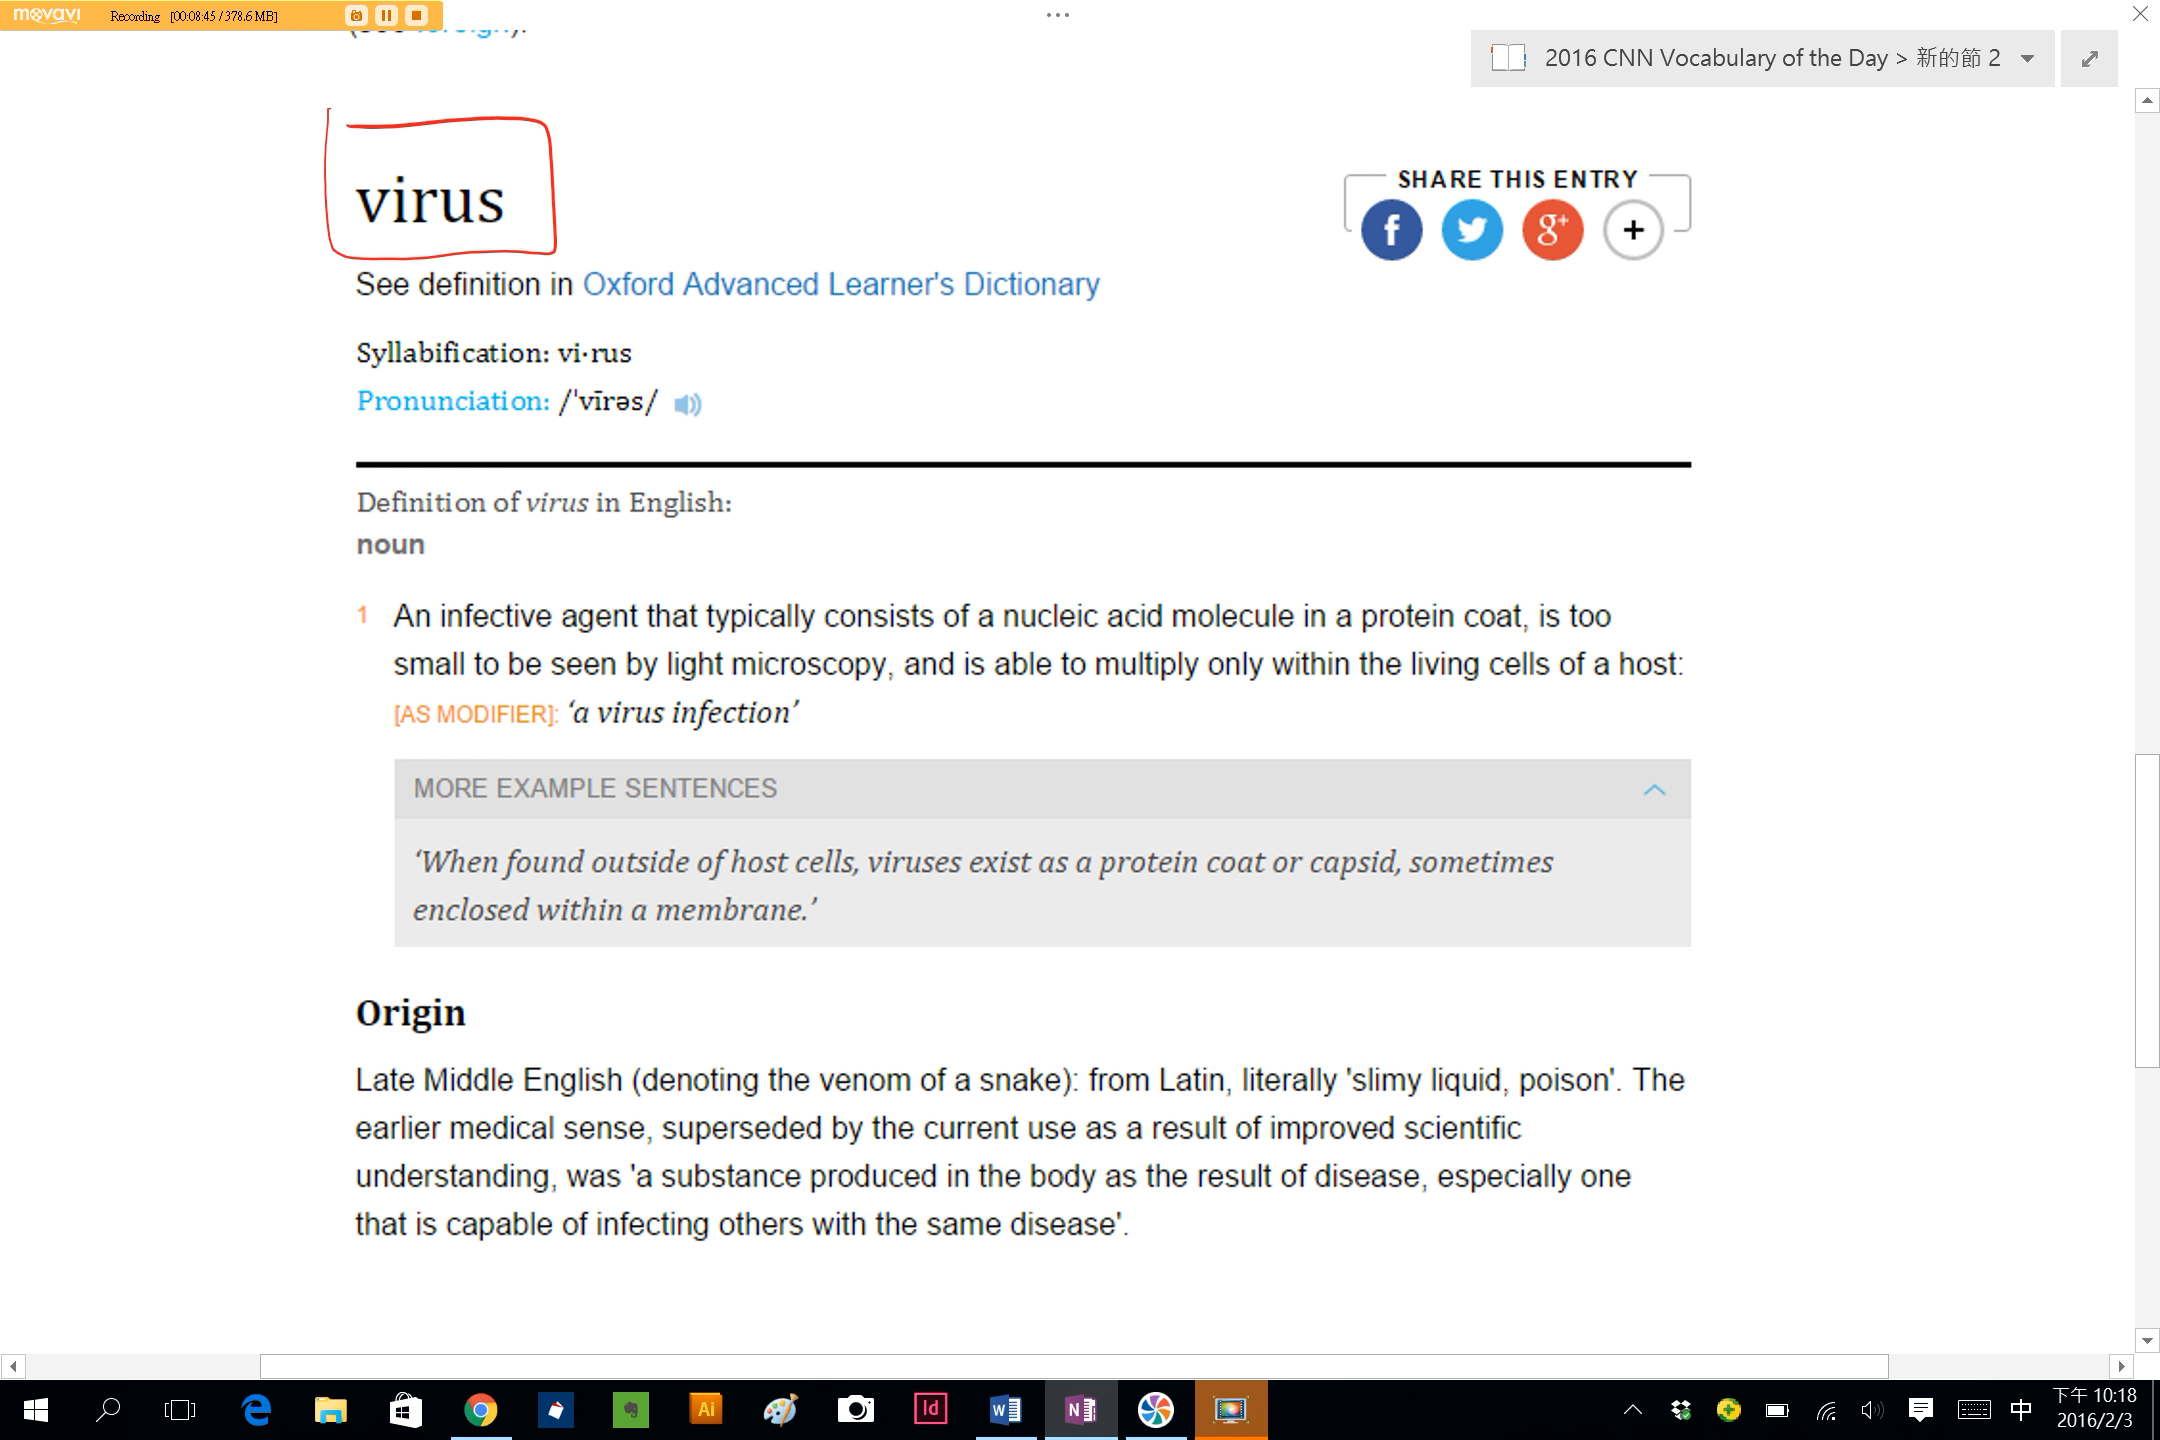 movavi Recording [00:08:45 / 378.6 MB]
(see foreign).
2016 CNN Vocabulary of the Day > 新的節 2
virus
SHARE THIS ENTRY
f g+ +
See definition in Oxford Advanced Learner's Dictionary
Syllabification: vi·rus
Pronunciation: /ˈvīrəs/
Definition of virus in English:
noun
1 An infective agent that typically consists of a nucleic acid molecule in a protein coat, is too
small to be seen by light microscopy, and is able to multiply only within the living cells of a host:
[AS MODIFIER]: ‘a virus infection’
MORE EXAMPLE SENTENCES
‘When found outside of host cells, viruses exist as a protein coat or capsid, sometimes
enclosed within a membrane.’
Origin
Late Middle English (denoting the venom of a snake): from Latin, literally 'slimy liquid, poison'. The
earlier medical sense, superseded by the current use as a result of improved scientific
understanding, was 'a substance produced in the body as the result of disease, especially one
that is capable of infecting others with the same disease'.
Ai Id W N 中 下午 10:18
2016/2/3